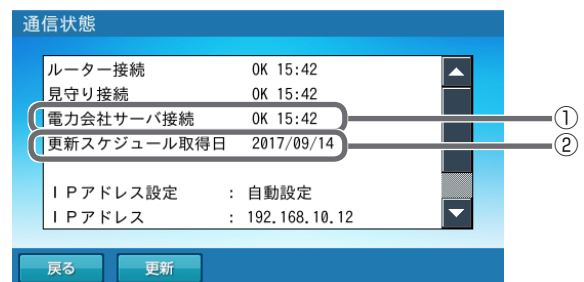 通信状態
ルーター接続 OK 15:42
見守り接続 OK 15:42
電力会社サーバ接続 OK 15:42 ①
更新スケジュール取得日 2017/09/14 ②
IPアドレス設定 : 自動設定
IPアドレス : 192.168.10.12
戻る 更新